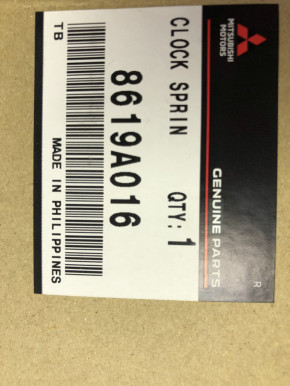 MITSUBISHI
MOTORS
GENUINE PARTS
R
CLOCK SPRIN QTY: 1
8619A016
TB MADE IN PHILIPPINES